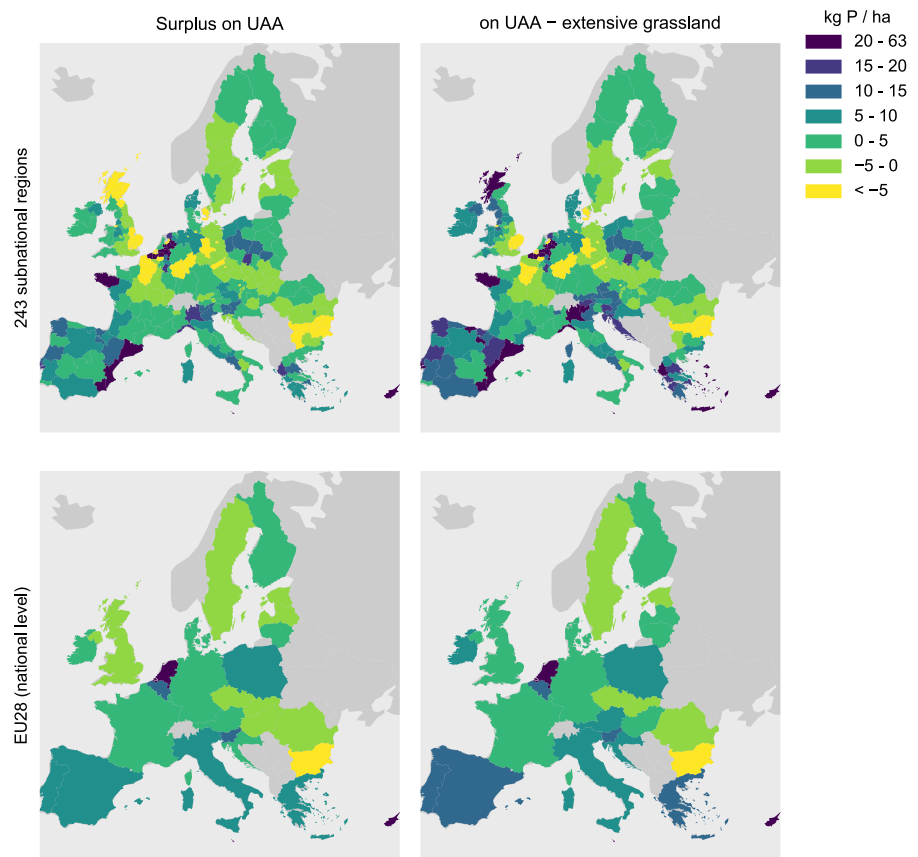 Surplus on UAA
on UAA − extensive grassland
kg P / ha
20 - 63
15 - 20
10 - 15
5 - 10
0 - 5
−5 - 0
< −5
243 subnational regions
EU28 (national level)